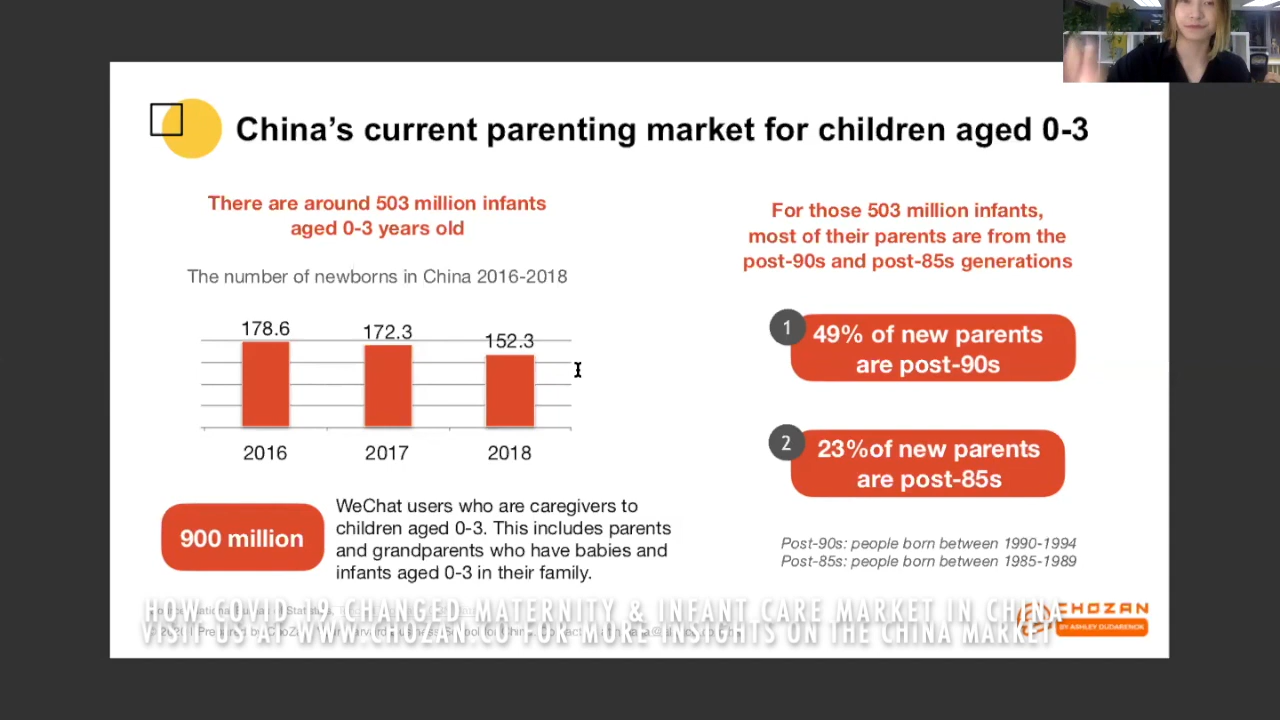 China's current parenting market for children aged 0-3
There are around 503 million infants
aged 0-3 years old
The number of newborns in China 2016-2018
178.6
172.3
152.3
2016
2017
2018
900 million
WeChat users who are caregivers to
children aged 0-3. This includes parents
and grandparents who have babies and
infants aged 0-3 in their family.
For those 503 million infants,
most of their parents are from the
post-90s and post-85s generations
1
49% of new parents
are post-90s
2
23%of new parents
are post-85s
Post-90s: people born between 1990-1994
Post-85s: people born between 1985-1989
HOW COVID-19 CHANGED MATERNITY & INFANT CARE MARKET IN CHINA
VISIT US AT WWW.CHOZAN.CO FOR MORE INSIGHTS ON THE CHINA MARKET
CHOZAN
BY ASHLEY DUDARENOK